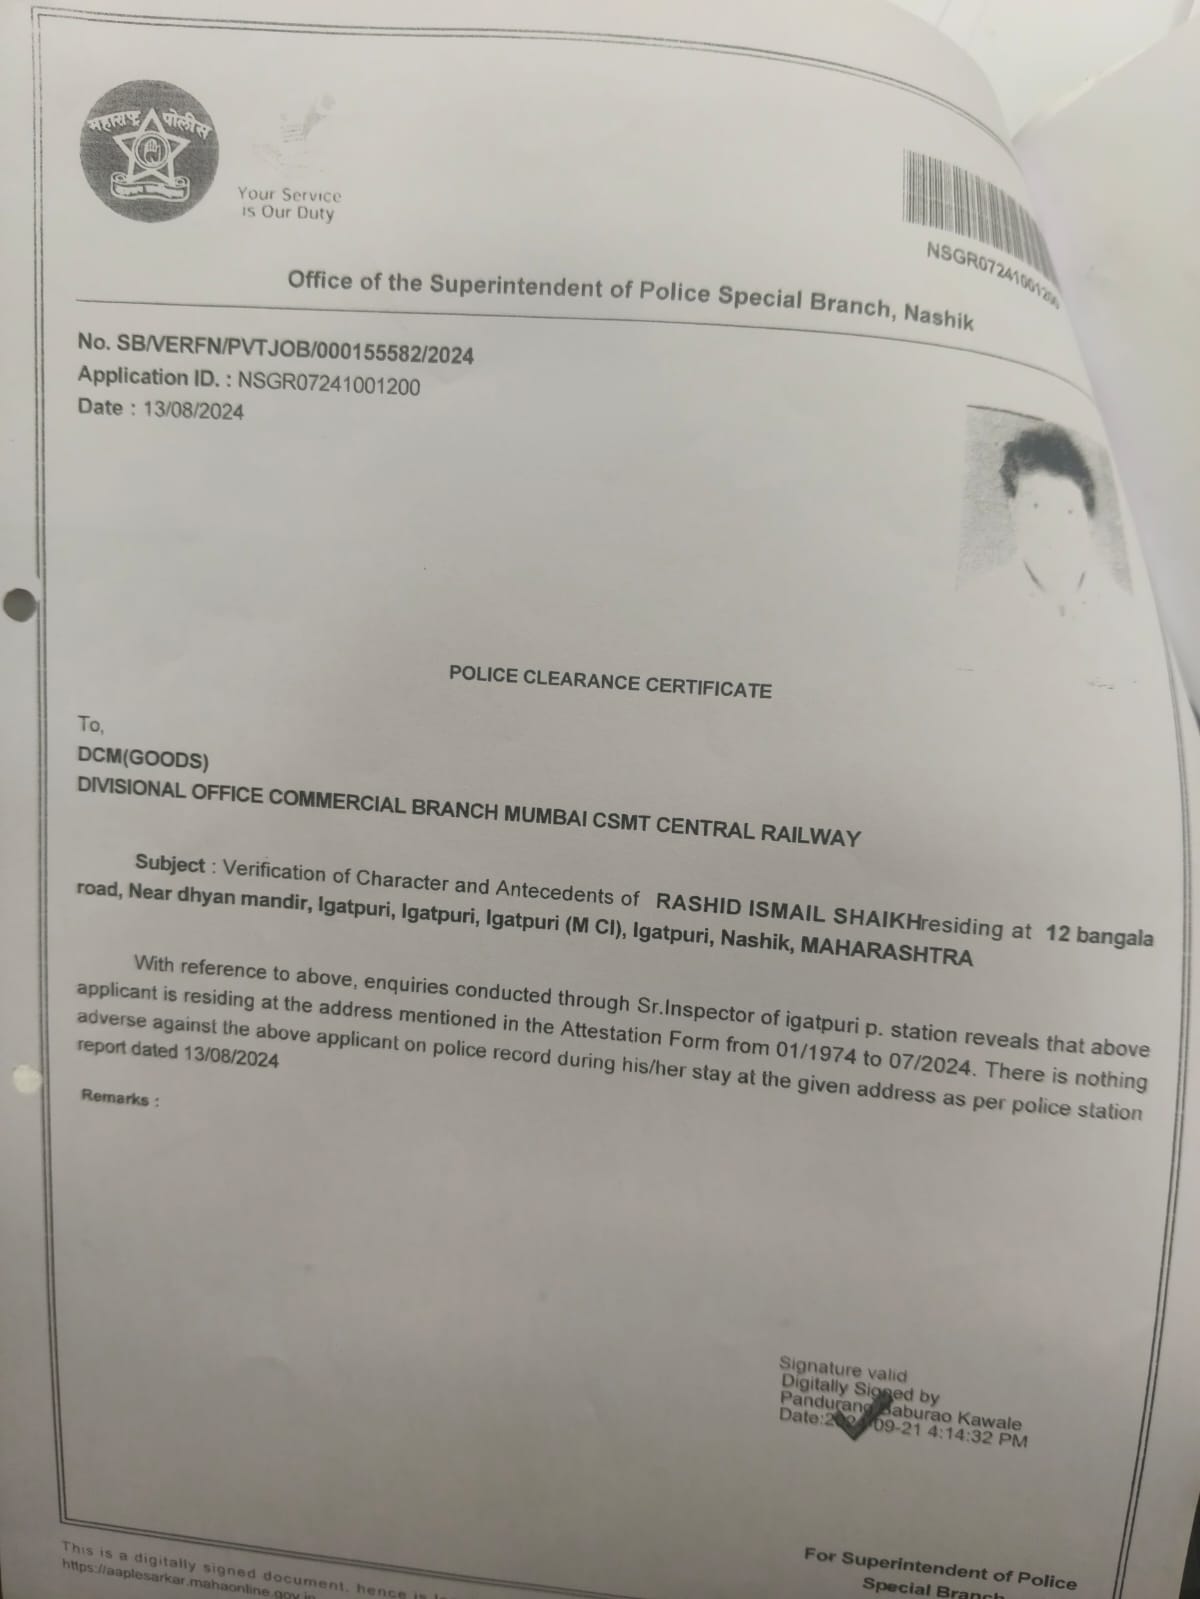 महाराष्ट्र पोलीस
Your Service
is Our Duty
NSGR07241001200
Office of the Superintendent of Police Special Branch, Nashik
No. SB/VERFN/PVTJOB/000155582/2024
Application ID. : NSGR07241001200
Date : 13/08/2024
POLICE CLEARANCE CERTIFICATE
To,
DCM(GOODS)
DIVISIONAL OFFICE COMMERCIAL BRANCH MUMBAI CSMT CENTRAL RAILWAY
Subject : Verification of Character and Antecedents of RASHID ISMAIL SHAIKHresiding at 12 bangala
road, Near dhyan mandir, Igatpuri, Igatpuri, Igatpuri (M Cl), Igatpuri, Nashik, MAHARASHTRA
With reference to above, enquiries conducted through Sr.Inspector of igatpuri p. station reveals that above
applicant is residing at the address mentioned in the Attestation Form from 01/1974 to 07/2024. There is nothing
adverse against the above applicant on police record during his/her stay at the given address as per police station
report dated 13/08/2024
Remarks :
Signature valid
Digitally Signed by
Pandurang Baburao Kawale
Date:2024-09-21 4:14:32 PM
For Superintendent of Police
Special Branch
This is a digitally signed document. hence is
https://aaplesarkar.mahaonline.gov.in